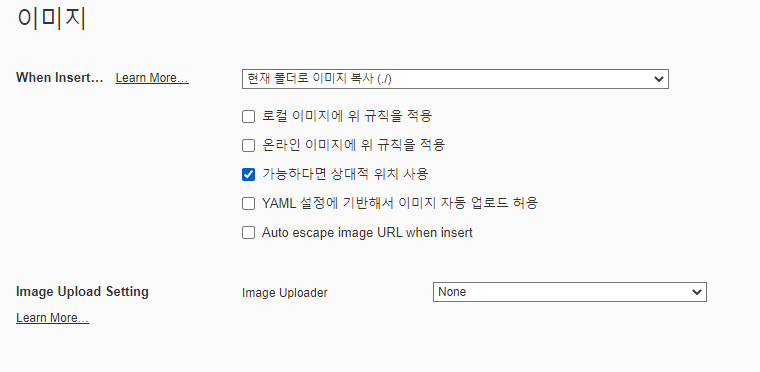 이미지
When Insert... Learn More... 현재 폴더로 이미지 복사 (./)
로컬 이미지에 위 규칙을 적용
온라인 이미지에 위 규칙을 적용
가능하다면 상대적 위치 사용
YAML 설정에 기반해서 이미지 자동 업로드 허용
Auto escape image URL when insert
Image Upload Setting Image Uploader None
Learn More...